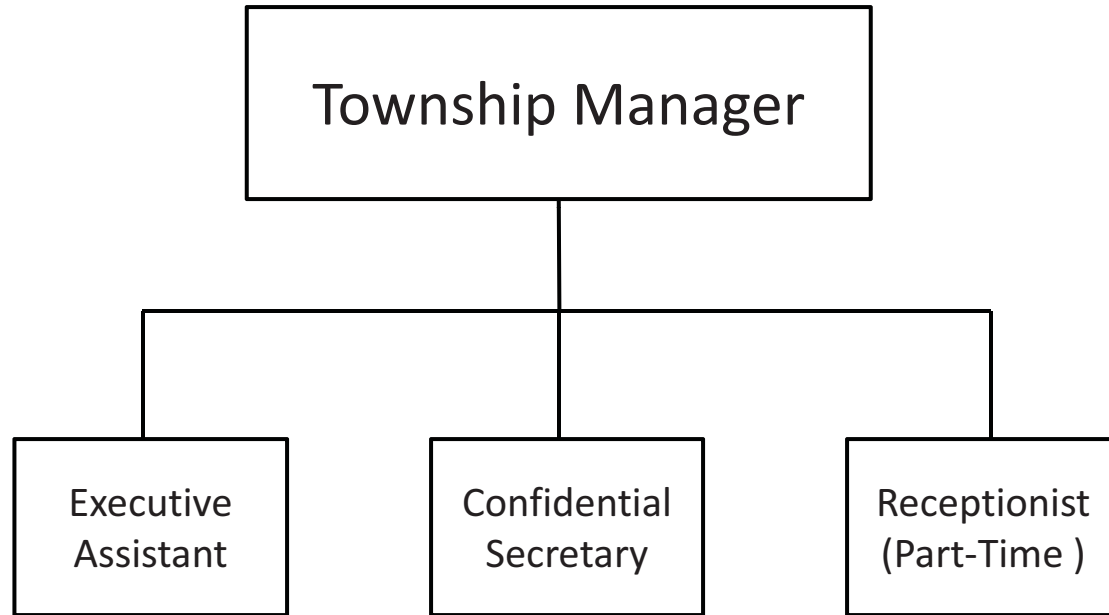 Township Manager
Executive
Assistant
Confidential
Secretary
Receptionist
(Part-Time )